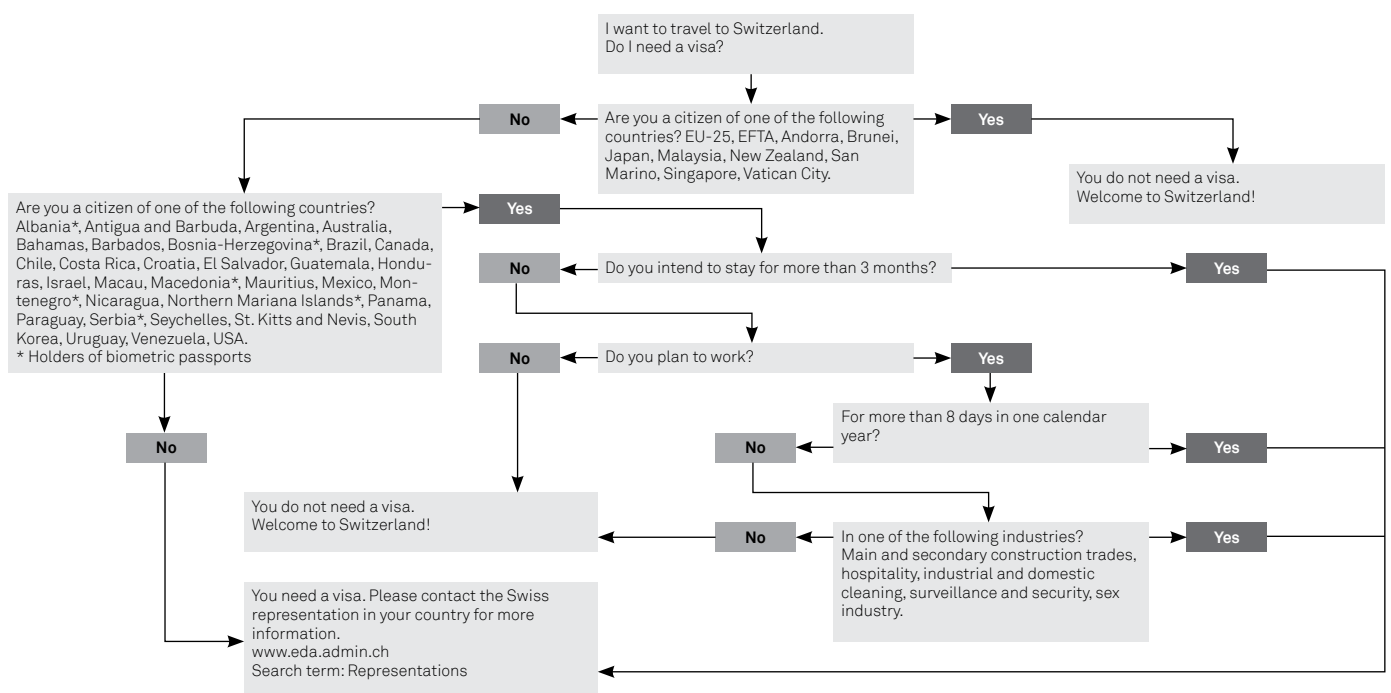 I want to travel to Switzerland.
Do I need a visa?
No
Are you a citizen of one of the following
countries? EU-25, EFTA, Andorra, Brunei,
Japan, Malaysia, New Zealand, San
Marino, Singapore, Vatican City.
Yes
You do not need a visa.
Welcome to Switzerland!
Are you a citizen of one of the following countries?
Albania*, Antigua and Barbuda, Argentina, Australia,
Bahamas, Barbados, Bosnia-Herzegovina*, Brazil, Canada,
Chile, Costa Rica, Croatia, El Salvador, Guatemala, Hondu-
ras, Israel, Macau, Macedonia*, Mauritius, Mexico, Mon-
tenegro*, Nicaragua, Northern Mariana Islands*, Panama,
Paraguay, Serbia*, Seychelles, St. Kitts and Nevis, South
Korea, Uruguay, Venezuela, USA.
* Holders of biometric passports
Yes
No
Do you intend to stay for more than 3 months?
Yes
No
Do you plan to work?
Yes
For more than 8 days in one calendar
year?
No
No
Yes
You do not need a visa.
Welcome to Switzerland!
No
In one of the following industries?
Main and secondary construction trades,
hospitality, industrial and domestic
cleaning, surveillance and security, sex
industry.
Yes
You need a visa. Please contact the Swiss
representation in your country for more
information.
www.eda.admin.ch
Search term: Representations